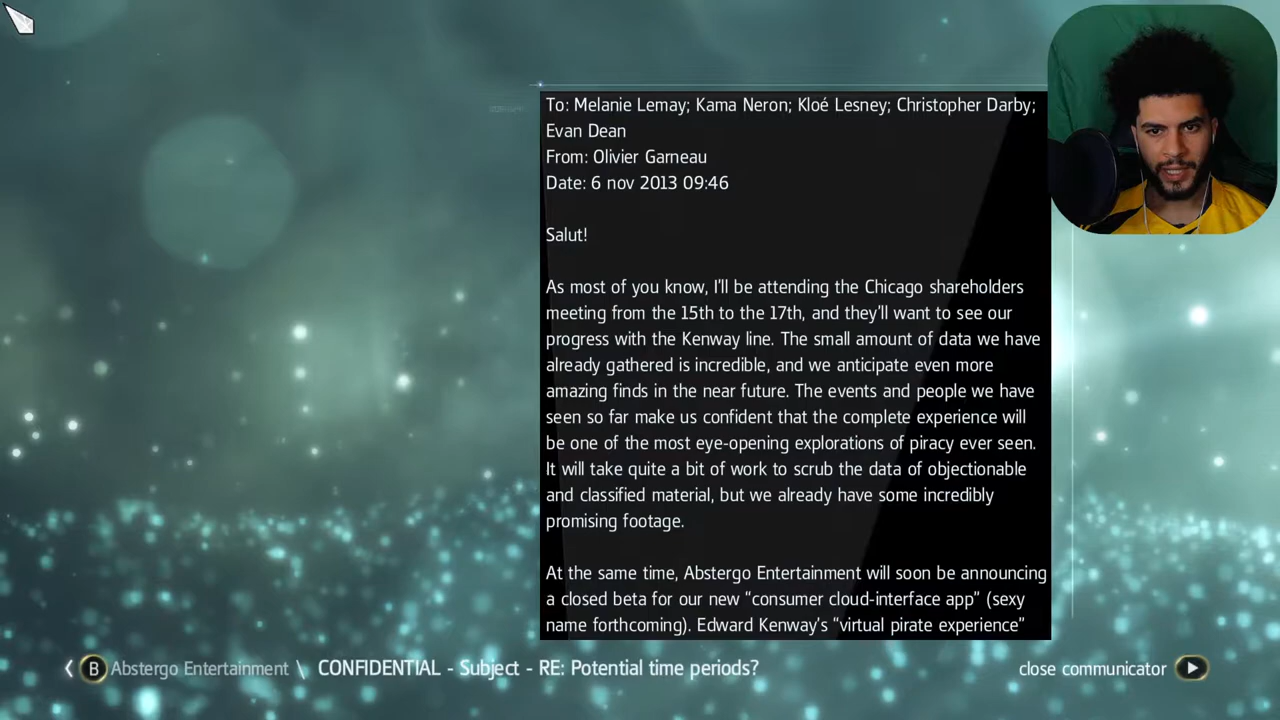 To: Melanie Lemay; Kama Neron; Kloé Lesney; Christopher Darby;
Evan Dean
From: Olivier Garneau
Date: 6 nov 2013 09:46
Salut!
As most of you know, I'll be attending the Chicago shareholders
meeting from the 15th to the 17th, and they'll want to see our
progress with the Kenway line. The small amount of data we have
already gathered is incredible, and we anticipate even more
amazing finds in the near future. The events and people we have
seen so far make us confident that the complete experience will
be one of the most eye-opening explorations of piracy ever seen.
It will take quite a bit of work to scrub the data of objectionable
and classified material, but we already have some incredibly
promising footage.
At the same time, Abstergo Entertainment will soon be announcing
a closed beta for our new “consumer cloud-interface app” (sexy
name forthcoming). Edward Kenway's “virtual pirate experience”
B Abstergo Entertainment \ CONFIDENTIAL - Subject - RE: Potential time periods? close communicator